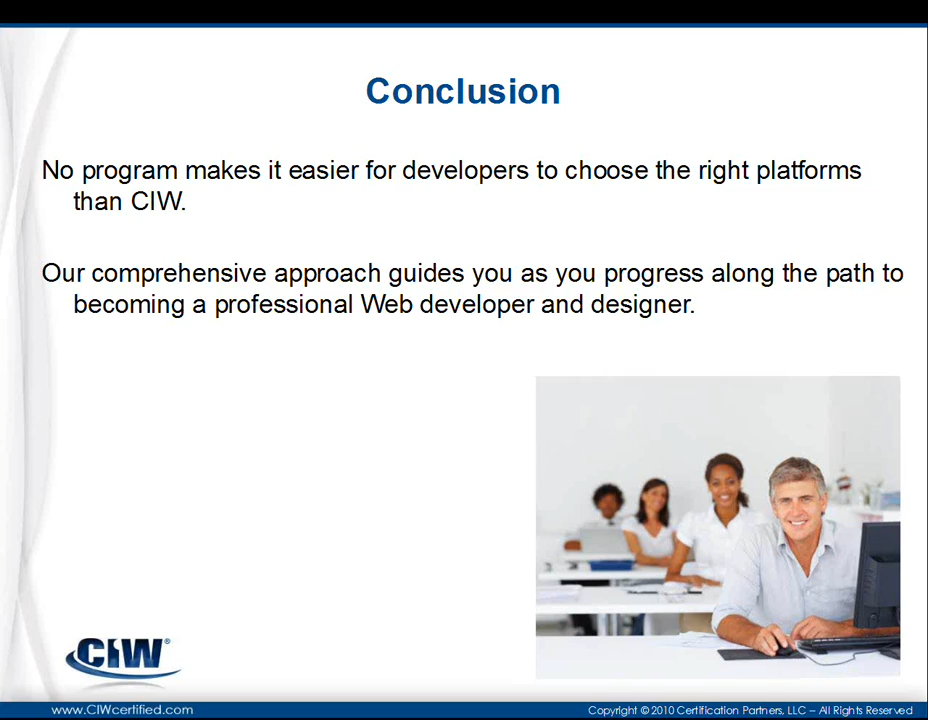 Conclusion
No program makes it easier for developers to choose the right platforms
than CIW.
Our comprehensive approach guides you as you progress along the path to
becoming a professional Web developer and designer.
CIW®
www.CIWcertified.com
Copyright © 2010 Certification Partners, LLC – All Rights Reserved